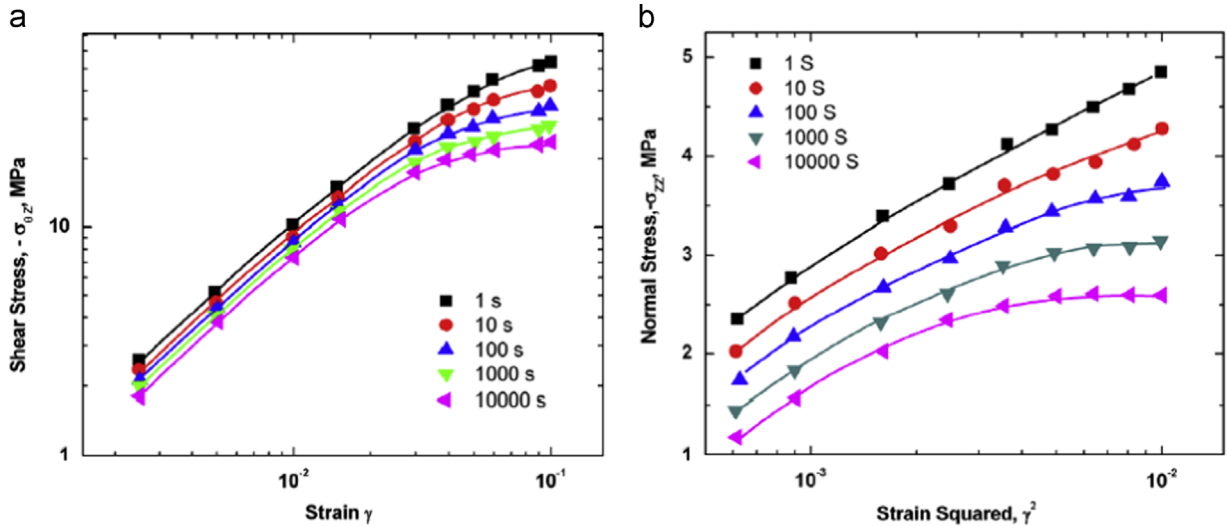 a
Shear Stress, - σθ Z, MPa
10
1
1 s
10 s
100 s
1000 s
10000 s
10-2
10-1
Strain γ
b
Normal Stress,-σZZ, MPa
5
4
3
2
1
1 S
10 S
100 S
1000 S
10000 S
10-3
10-2
Strain Squared, γ2